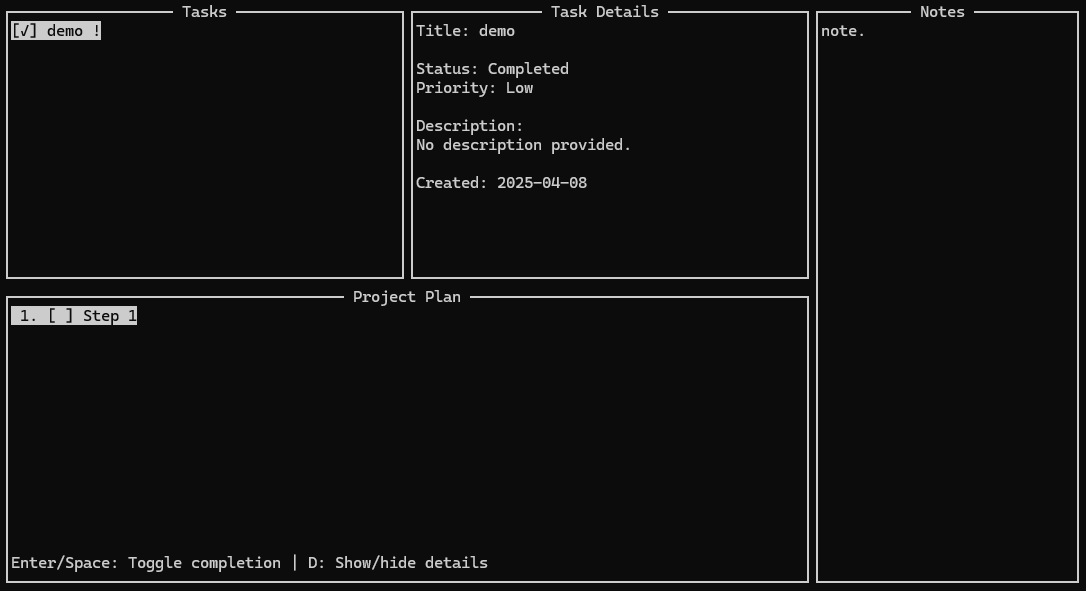 Tasks
[√] demo !
Task Details
Title: demo
Status: Completed
Priority: Low
Description:
No description provided.
Created: 2025-04-08
Notes
note.
Project Plan
1. [ ] Step 1
Enter/Space: Toggle completion | D: Show/hide details